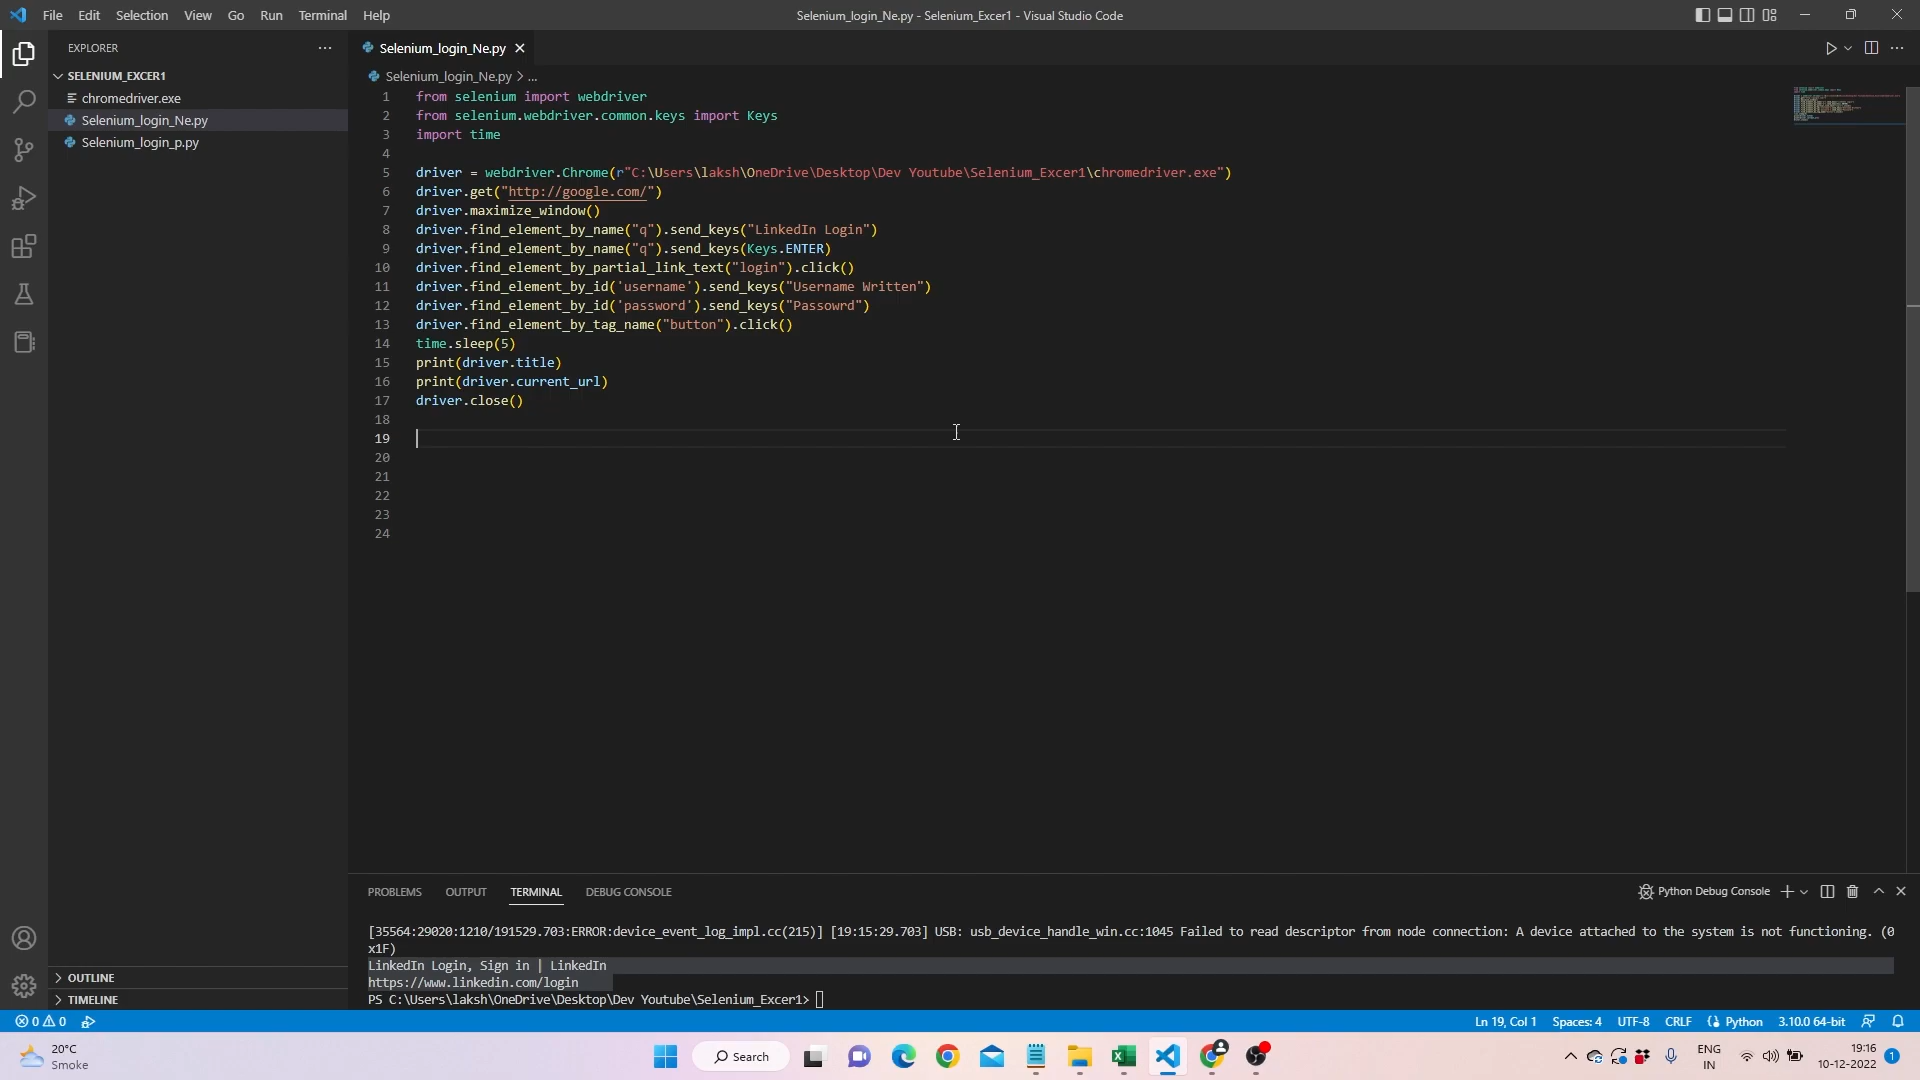 File Edit Selection View Go Run Terminal Help
Selenium_login_Ne.py - Selenium_Excer1 - Visual Studio Code
EXPLORER
SELENIUM_EXCER1
chromedriver.exe
Selenium_login_Ne.py
Selenium_login_p.py
OUTLINE
TIMELINE
Selenium_login_Ne.py
Selenium_login_Ne.py > ...
1 from selenium import webdriver
2 from selenium.webdriver.common.keys import Keys
3 import time
4
5 driver = webdriver.Chrome(r"C:\Users\laksh\OneDrive\Desktop\Dev Youtube\Selenium_Excer1\chromedriver.exe")
6 driver.get("http://google.com/")
7 driver.maximize_window()
8 driver.find_element_by_name("q").send_keys("LinkedIn Login")
9 driver.find_element_by_name("q").send_keys(Keys.ENTER)
10 driver.find_element_by_partial_link_text("login").click()
11 driver.find_element_by_id('username').send_keys("Username Written")
12 driver.find_element_by_id('password').send_keys("Passowrd")
13 driver.find_element_by_tag_name("button").click()
14 time.sleep(5)
15 print(driver.title)
16 print(driver.current_url)
17 driver.close()
18
19
20
21
22
23
24
PROBLEMS OUTPUT TERMINAL DEBUG CONSOLE
Python Debug Console
[35564:29020:1210/191529.703:ERROR:device_event_log_impl.cc(215)] [19:15:29.703] USB: usb_device_handle_win.cc:1045 Failed to read descriptor from node connection: A device attached to the system is not functioning. (0
x1F)
LinkedIn Login, Sign in | LinkedIn
https://www.linkedin.com/login
PS C:\Users\laksh\OneDrive\Desktop\Dev Youtube\Selenium_Excer1>
0 0
Ln 19, Col 1 Spaces: 4 UTF-8 CRLF Python 3.10.0 64-bit
20°C
Smoke
Search
ENG
IN
19:16
10-12-2022
1